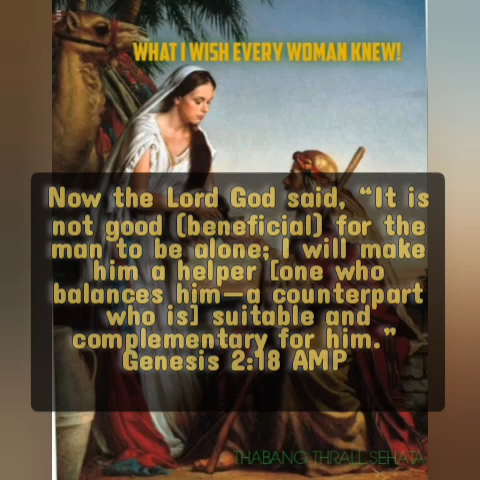 WHAT I WISH EVERY WOMAN KNEW!
Now the Lord God said, “It is
not good (beneficial) for the
man to be alone; I will make
him a helper [one who
balances him—a counterpart
who is] suitable and
complementary for him.”
Genesis 2:18 AMP
THABANG THRALL SEHATA